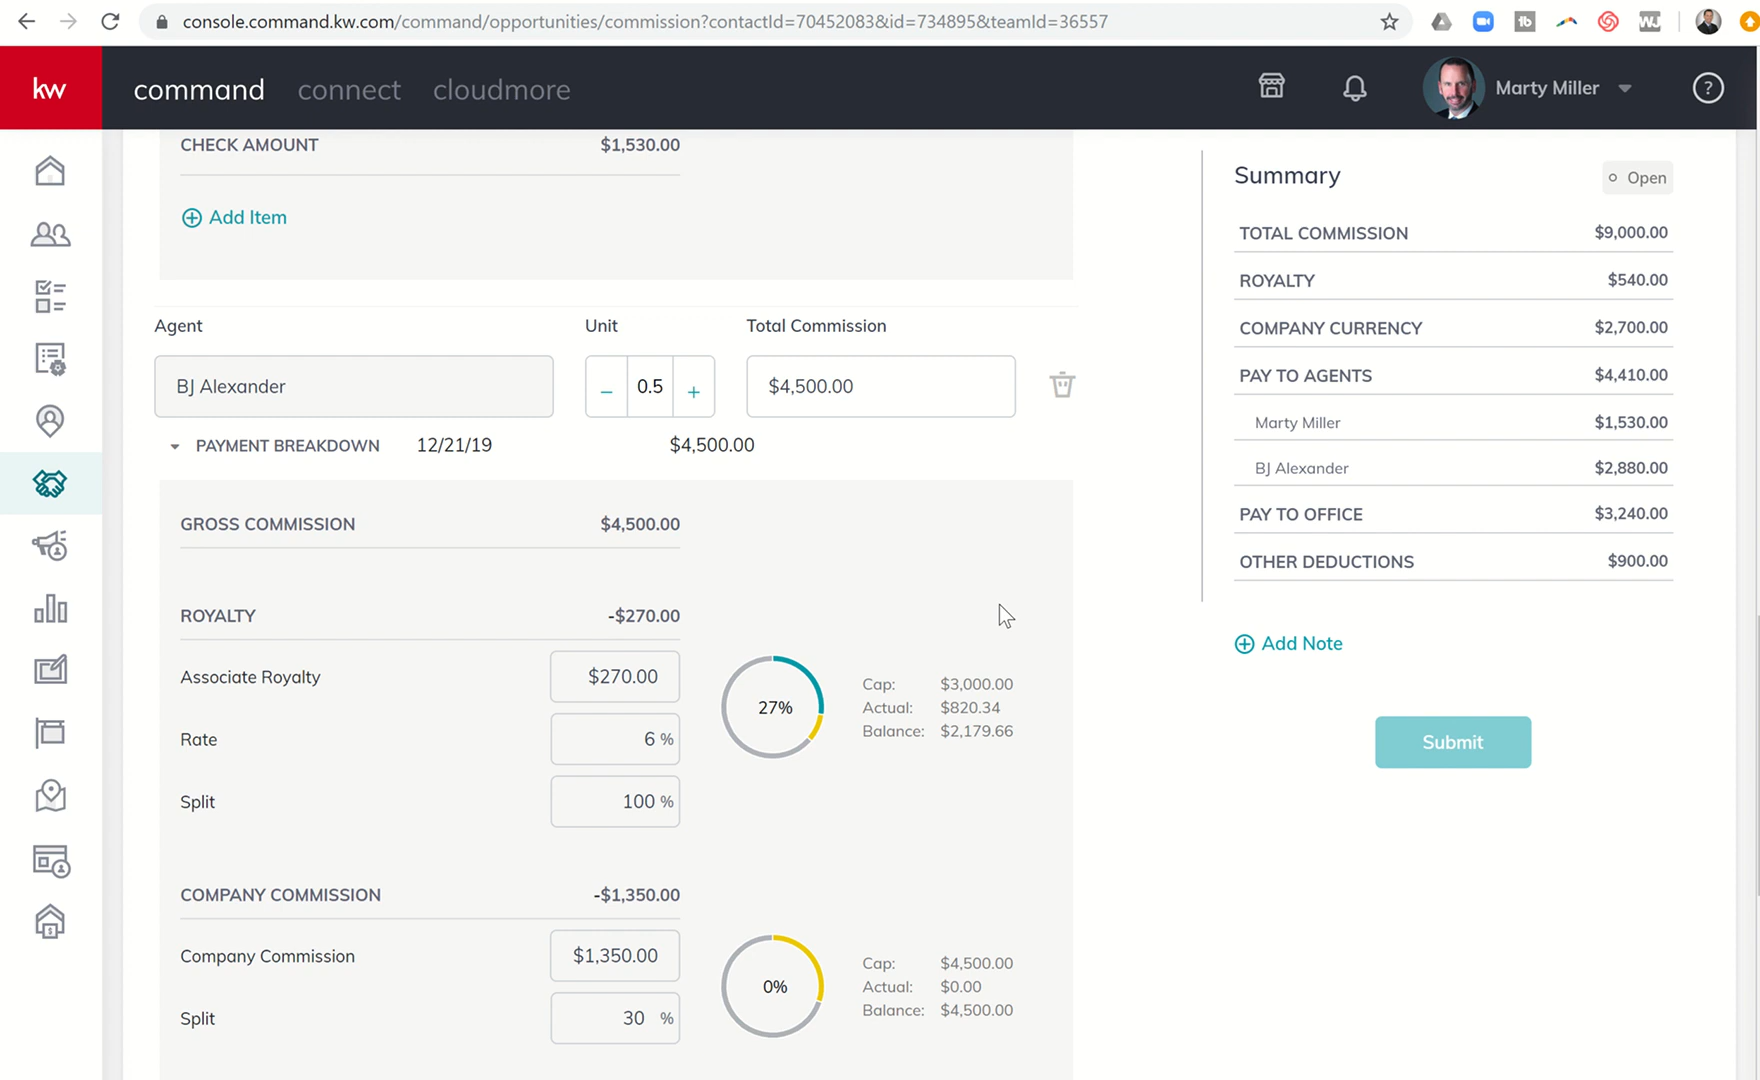 console.command.kw.com/command/opportunities/commission?contactId=70452083&id=734895&teamId=36557
tb
WJ
kw
command connect cloudmore
Marty Miller
?
CHECK AMOUNT $1,530.00
Add Item
Agent Unit Total Commission
BJ Alexander – 0.5 + $4,500.00
PAYMENT BREAKDOWN 12/21/19 $4,500.00
GROSS COMMISSION $4,500.00
ROYALTY -$270.00
Associate Royalty $270.00
Rate 6 %
Split 100 %
27%
Cap: $3,000.00
Actual: $820.34
Balance: $2,179.66
COMPANY COMMISSION -$1,350.00
Company Commission $1,350.00
Split 30 %
0%
Cap: $4,500.00
Actual: $0.00
Balance: $4,500.00
Summary Open
TOTAL COMMISSION $9,000.00
ROYALTY $540.00
COMPANY CURRENCY $2,700.00
PAY TO AGENTS $4,410.00
Marty Miller $1,530.00
BJ Alexander $2,880.00
PAY TO OFFICE $3,240.00
OTHER DEDUCTIONS $900.00
Add Note
Submit